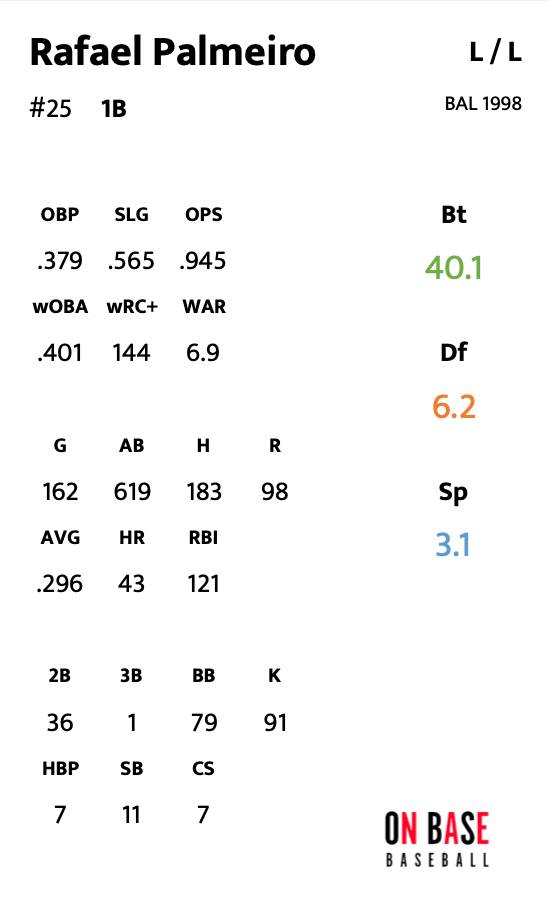 Rafael Palmeiro L / L
#25 1B BAL 1998
OBP SLG OPS Bt
.379 .565 .945 40.1
wOBA wRC+ WAR
.401 144 6.9 Df
6.2
G AB H R
162 619 183 98 Sp
AVG HR RBI 3.1
.296 43 121
2B 3B BB K
36 1 79 91
HBP SB CS
7 11 7
ON BASE
BASEBALL